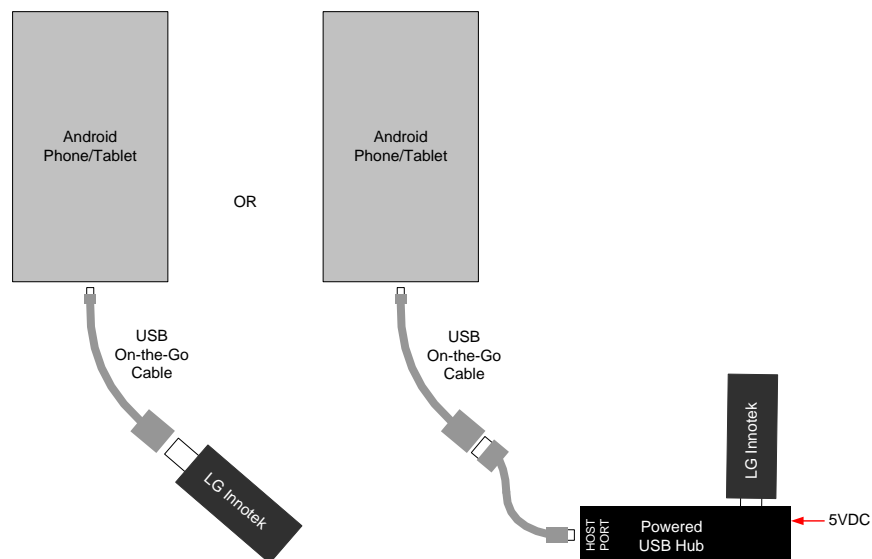 Android
Phone/Tablet
USB
On-the-Go
Cable
LG Innotek
OR
Android
Phone/Tablet
USB
On-the-Go
Cable
LG Innotek
HOST
PORT
Powered
USB Hub
5VDC